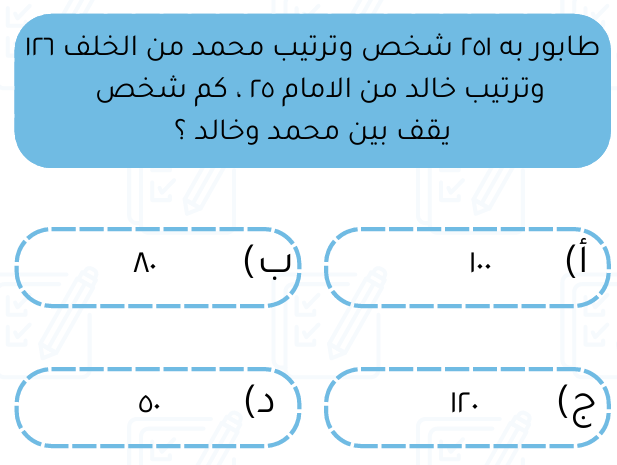 طابور به ٢٥١ شخص وترتيب محمد من الخلف ١٢٦
وترتيب خالد من الامام ٢٥ ، كم شخص
يقف بين محمد وخالد ؟
أ) ١٠٠
ب) ٨٠
ج) ١٢٠
د) ٥٠